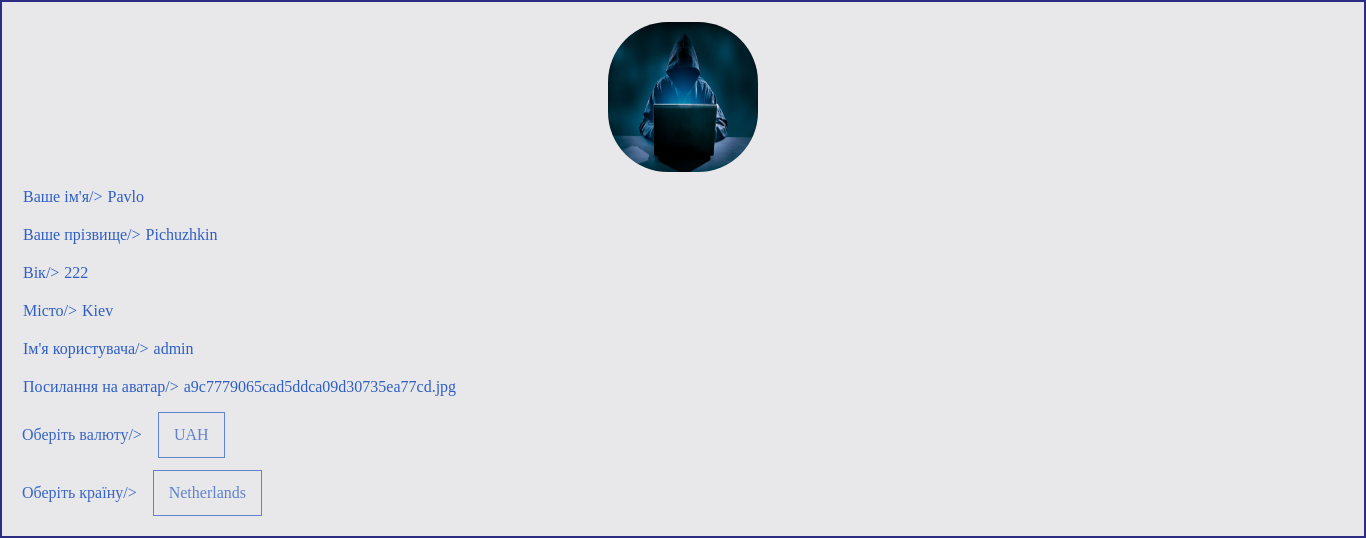 Ваше ім'я/> Pavlo
Ваше прізвище/> Pichuzhkin
Вік/> 222
Місто/> Kiev
Ім'я користувача/> admin
Посилання на аватар/> a9c7779065cad5ddca09d30735ea77cd.jpg
Оберіть валюту/> UAH
Оберіть країну/> Netherlands